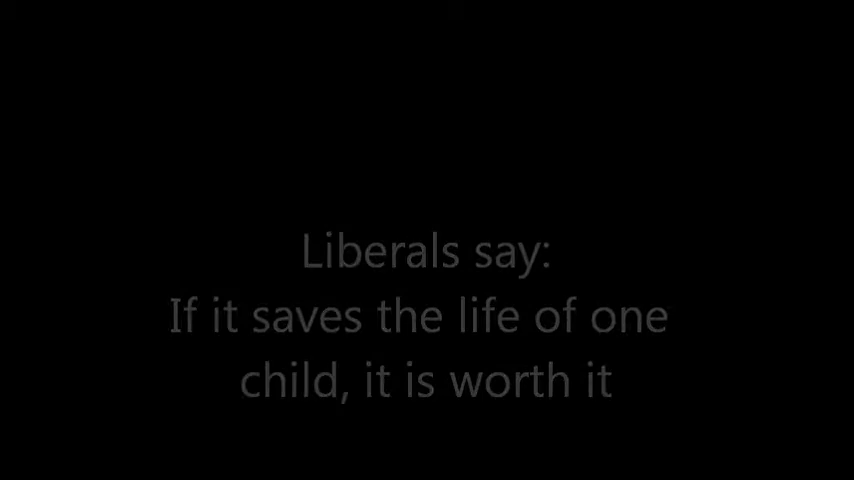 Liberals say:
If it saves the life of one
child, it is worth it